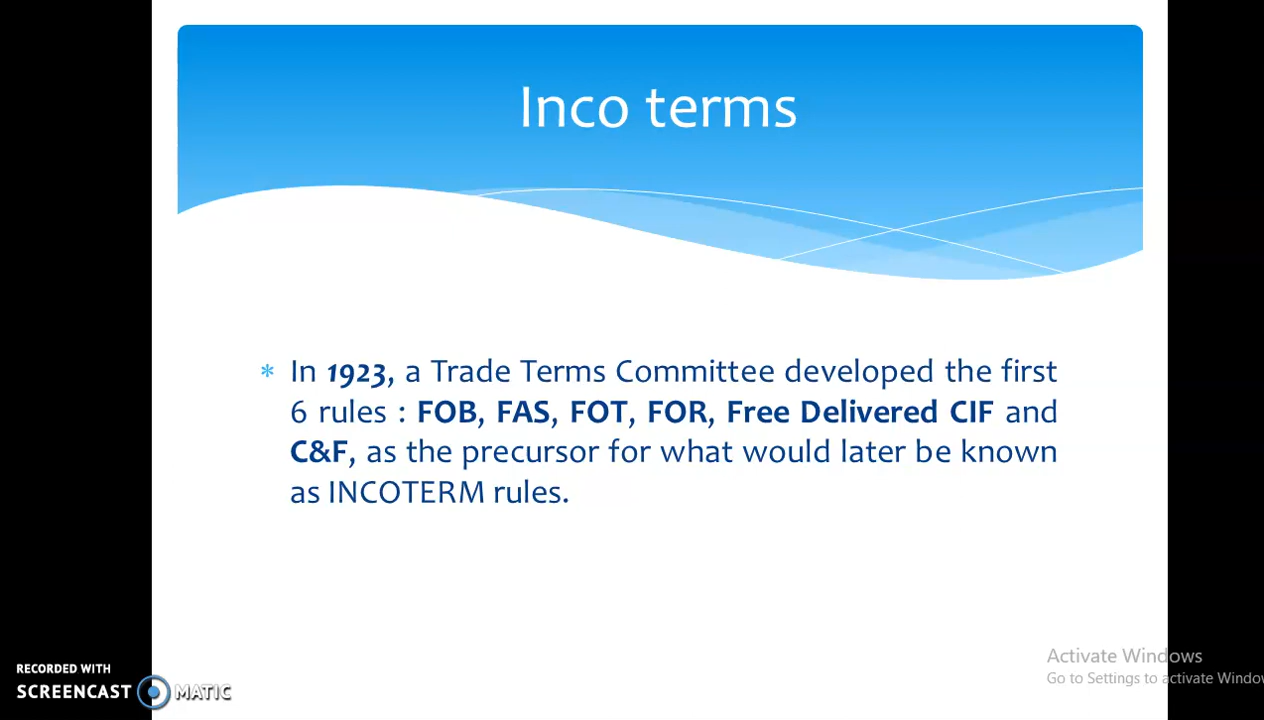 Inco terms
* In 1923, a Trade Terms Committee developed the first
6 rules : FOB, FAS, FOT, FOR, Free Delivered CIF and
C&F, as the precursor for what would later be known
as INCOTERM rules.
Activate Windows
Go to Settings to activate Windo
RECORDED WITH
SCREENCAST MATIC